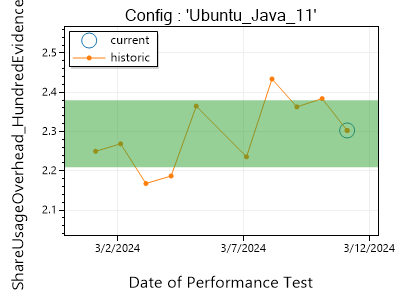 Config : 'Ubuntu_Java_11'
current
historic
ShareUsageOverhead_HundredEvidence
2.5
2.4
2.3
2.2
2.1
3/2/2024
3/7/2024
3/12/2024
Date of Performance Test